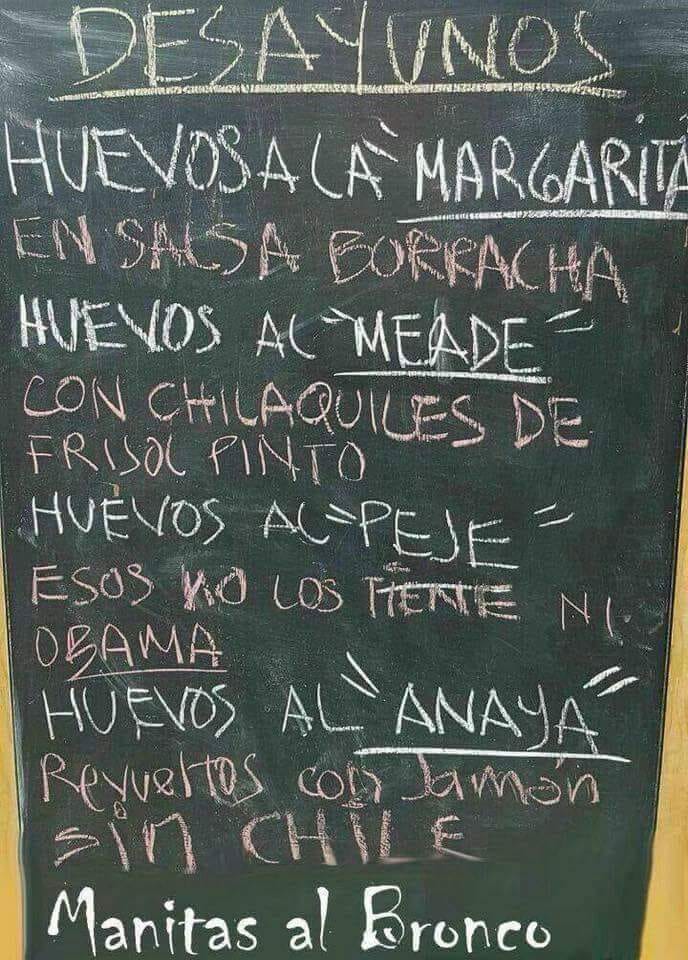 DESAYUNOS
HUEVOS A LA "MARGARITA
EN SALSA BORRACHA
HUEVOS AL "MEADE"
CON CHILAQUILES DE
FRIJOL PINTO
HUEVOS AL "PEJE"
ESOS NO LOS TIENE NI
OBAMA
HUEVOS AL "ANAYA"
Revueltos con Jamón
sin CHILE
Manitas al Bronco